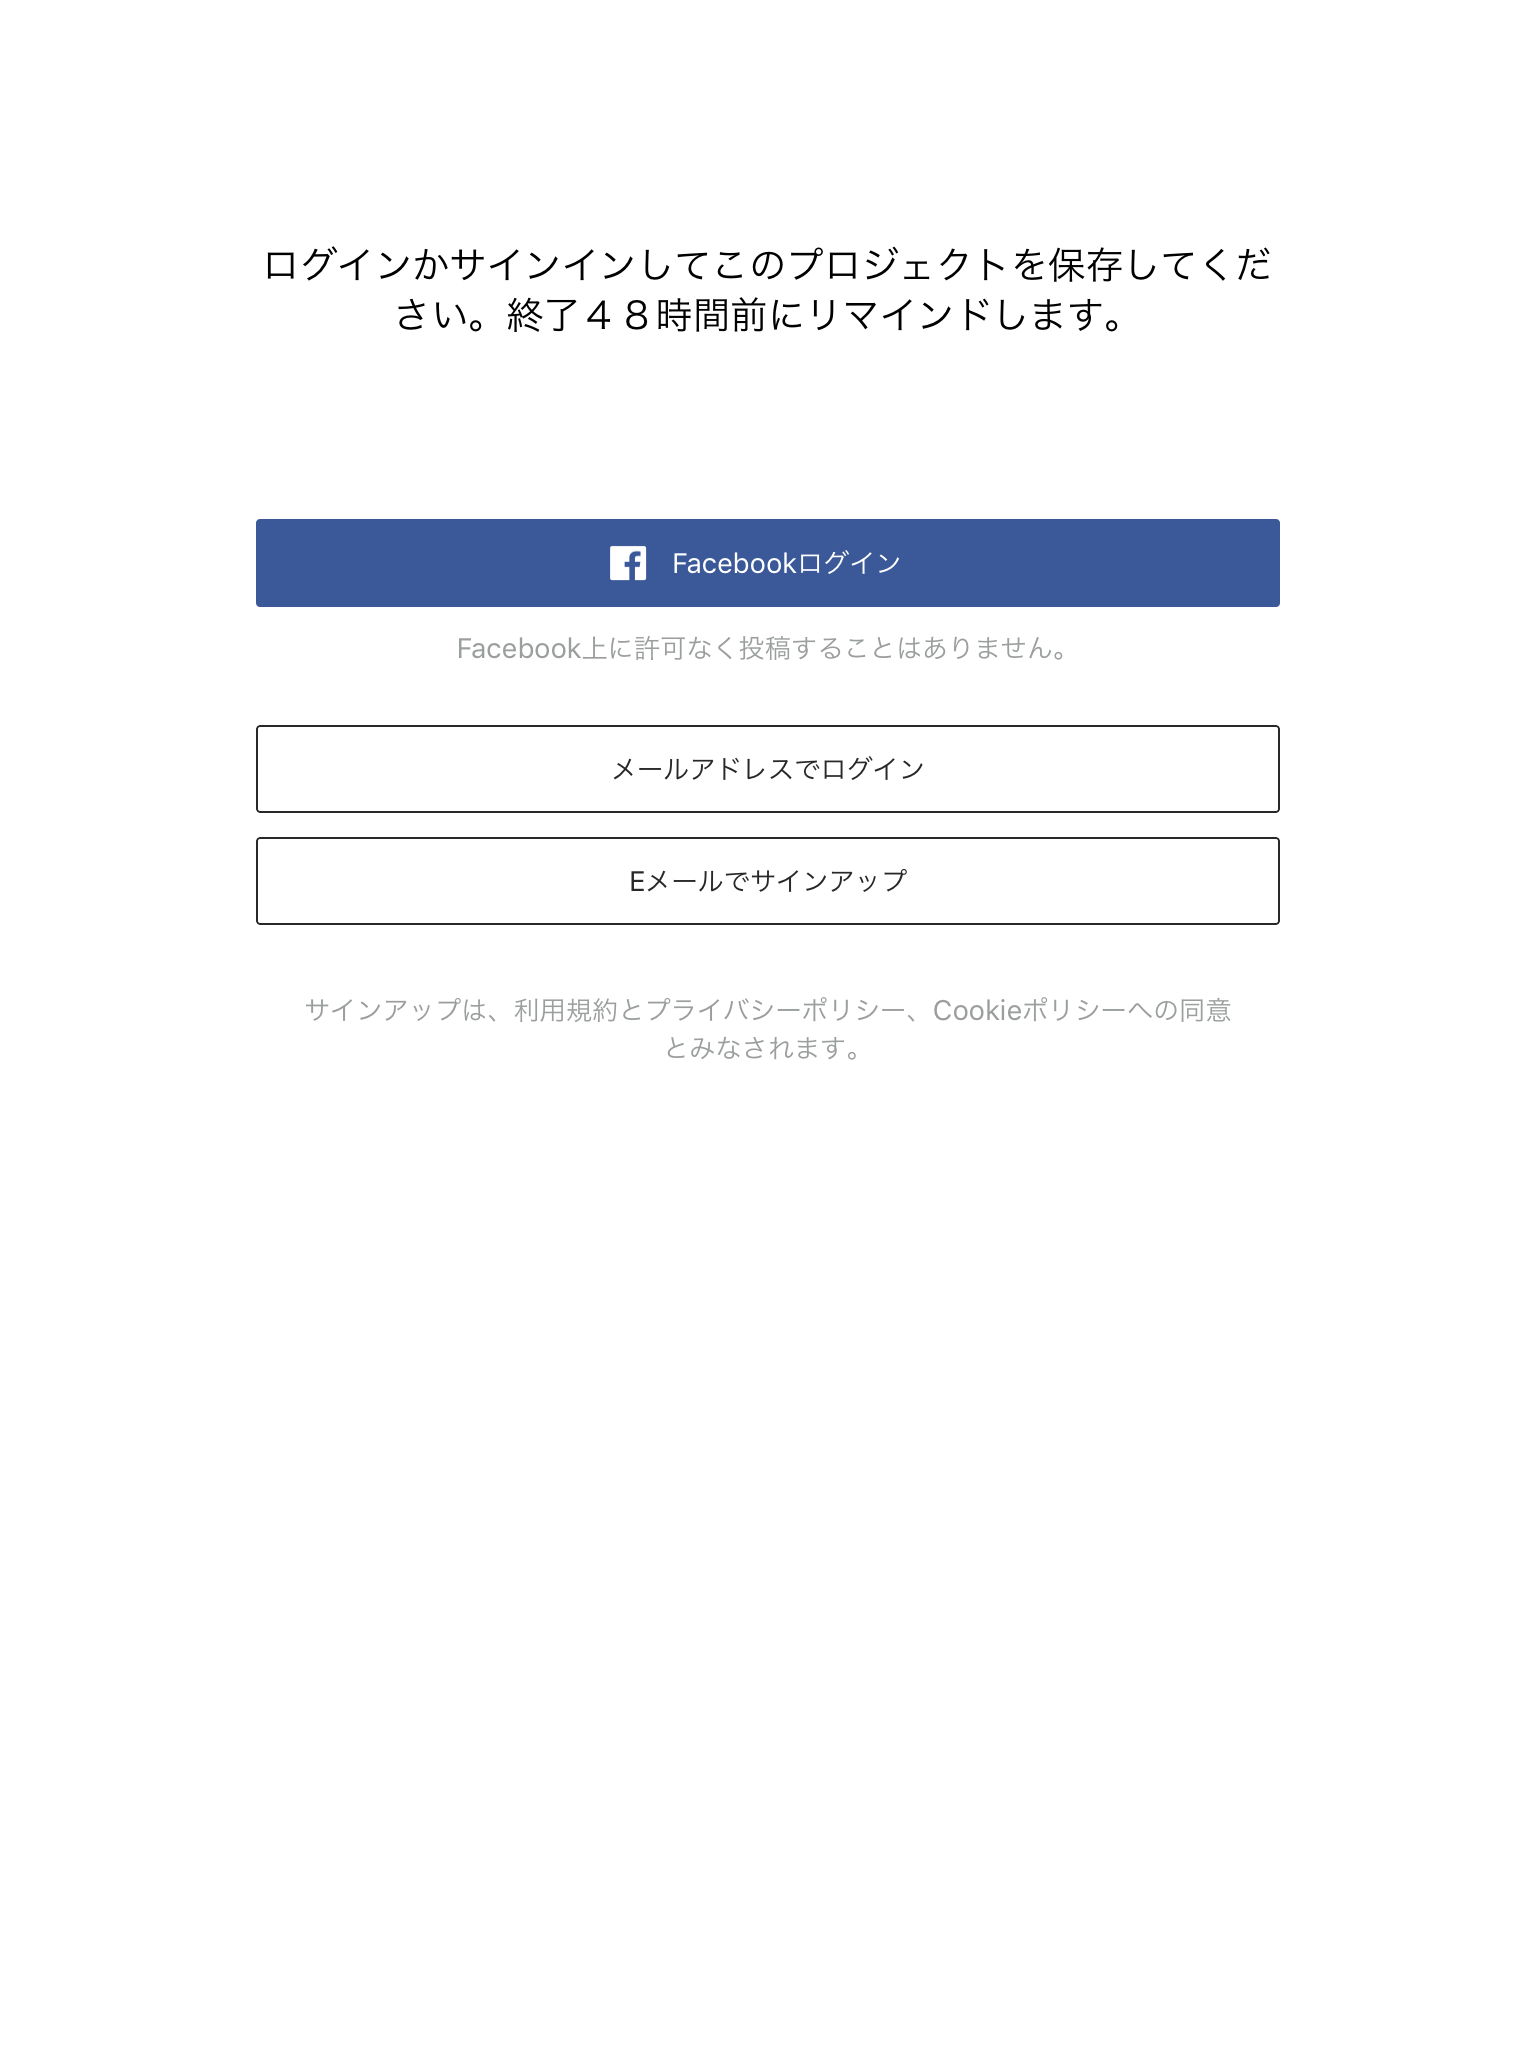 ログインかサインインしてこのプロジェクトを保存してくだ
さい。終了４８時間前にリマインドします。
Facebookログイン
Facebook上に許可なく投稿することはありません。
メールアドレスでログイン
Eメールでサインアップ
サインアップは、利用規約とプライバシーポリシー、Cookieポリシーへの同意
とみなされます。